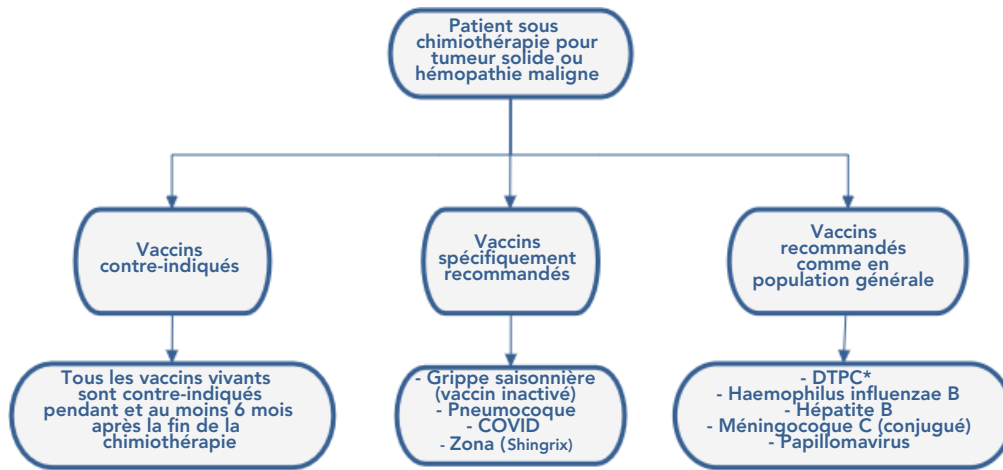 Patient sous
chimiothérapie pour
tumeur solide ou
hémopathie maligne
Vaccins
contre-indiqués
Vaccins
spécifiquement
recommandés
Vaccins
recommandés
comme en
population générale
Tous les vaccins vivants
sont contre-indiqués
pendant et au moins 6 mois
après la fin de la
chimiothérapie
- Grippe saisonnière
(vaccin inactivé)
- Pneumocoque
- COVID
- Zona (Shingrix)
- DTPC*
- Haemophilus influenzae B
- Hépatite B
- Méningocoque C (conjugué)
- Papillomavirus